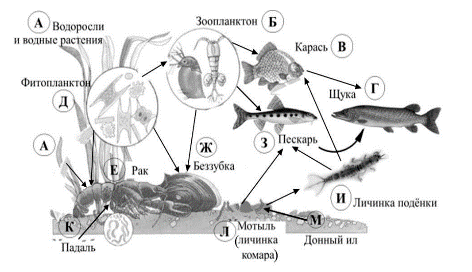 Зоопланктон Б
А Водоросли
и водные растения
Карась В
Фитопланктон
Д
Г
Щука
А
Е Рак
Ж
Беззубка
З Пескарь
И
Личинка подёнки
К
Падаль
Л Мотыль
(личинка
комара)
М
Донный ил